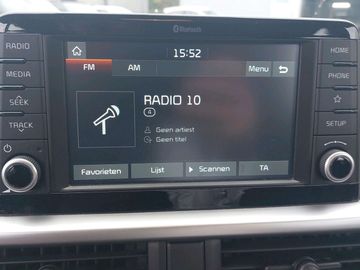 Bluetooth
15:52
RADIO
MEDIA
SEEK
TRACK
FM
AM
Menu
RADIO 10
A
Geen artiest
Geen titel
Favorieten
Lijst
Scannen
TA
HOME
PHONE
SETUP